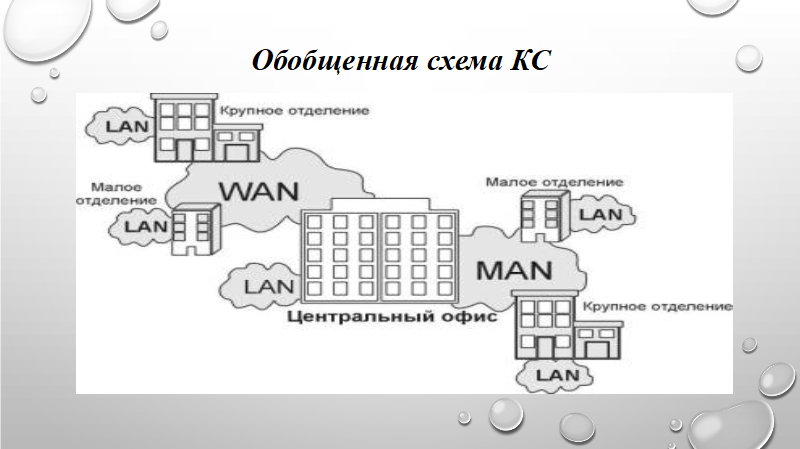 Обобщенная схема КС
LAN
Крупное отделение
WAN
Малое
отделение
LAN
Малое отделение
LAN
LAN
MAN
Центральный офис
Крупное отделение
LAN